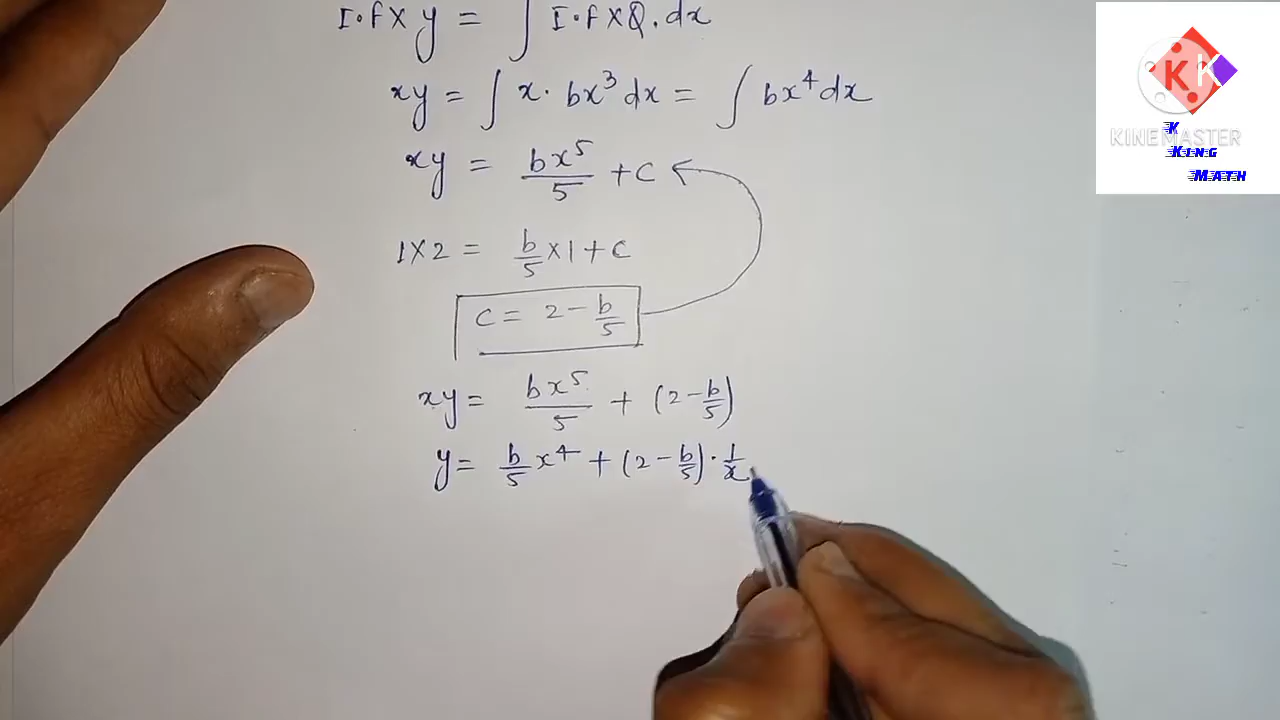 I·F X y = ∫ I·F X Q. dx
xy = ∫ x · bx³ dx = ∫ bx⁴ dx
xy = bx⁵/5 + C
1 X 2 = b/5 X 1 + C
C = 2 - b/5
xy = bx⁵/5 + (2 - b/5)
y = b/5 x⁴ + (2 - b/5) · 1/x
K K
KINEMASTER
K
KING
MATH